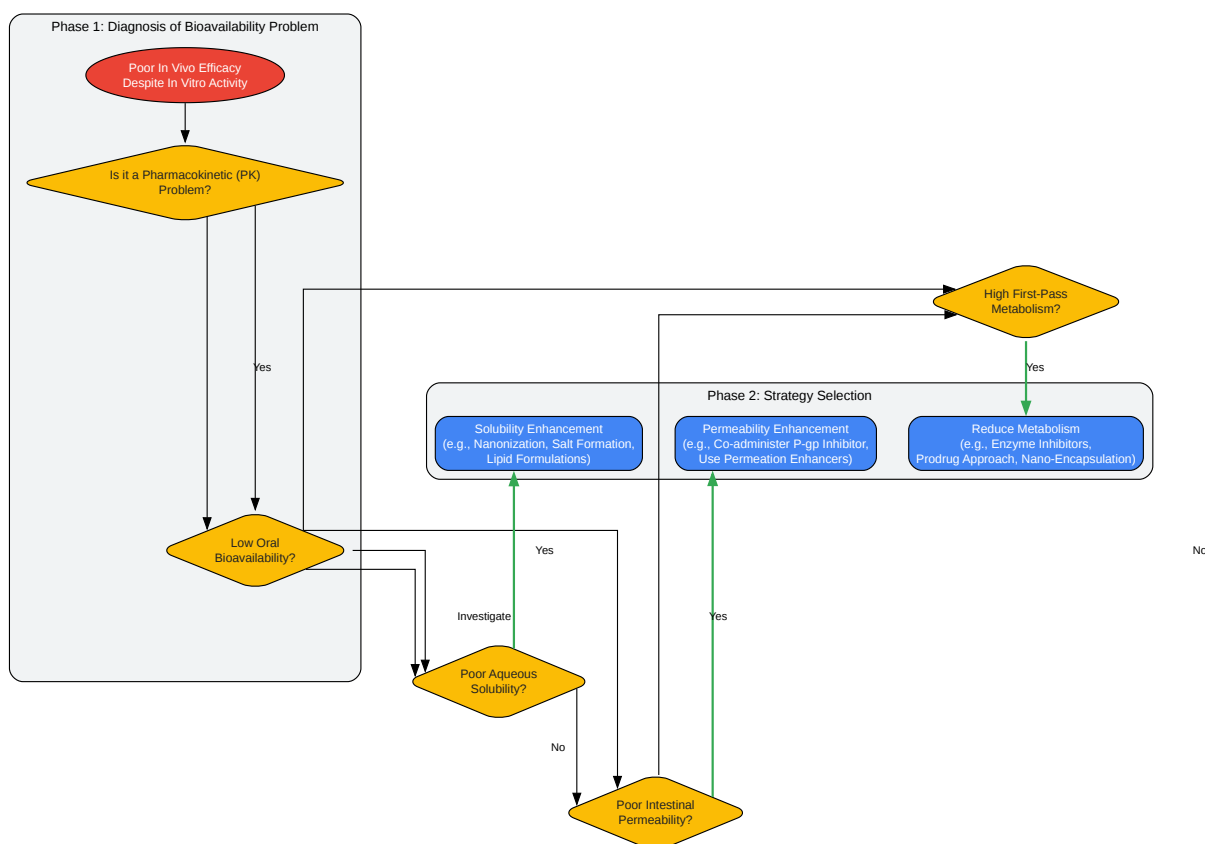 Phase 1: Diagnosis of Bioavailability Problem
Poor In Vivo Efficacy
Despite In Vitro Activity
Is it a Pharmacokinetic (PK)
Problem?
High First-Pass
Metabolism?
Yes
Yes
Phase 2: Strategy Selection
Solubility Enhancement
(e.g., Nanonization, Salt Formation,
Lipid Formulations)
Permeability Enhancement
(e.g., Co-administer P-gp Inhibitor,
Use Permeation Enhancers)
Reduce Metabolism
(e.g., Enzyme Inhibitors,
Prodrug Approach, Nano-Encapsulation)
Low Oral
Bioavailability?
Yes
No
Investigate
Yes
Poor Aqueous
Solubility?
No
Poor Intestinal
Permeability?